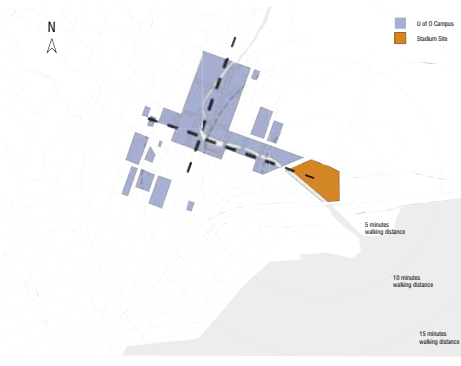 N
U of O Campus
Stadium Site
5 minutes
walking distance
10 minutes
walking distance
15 minutes
walking distance